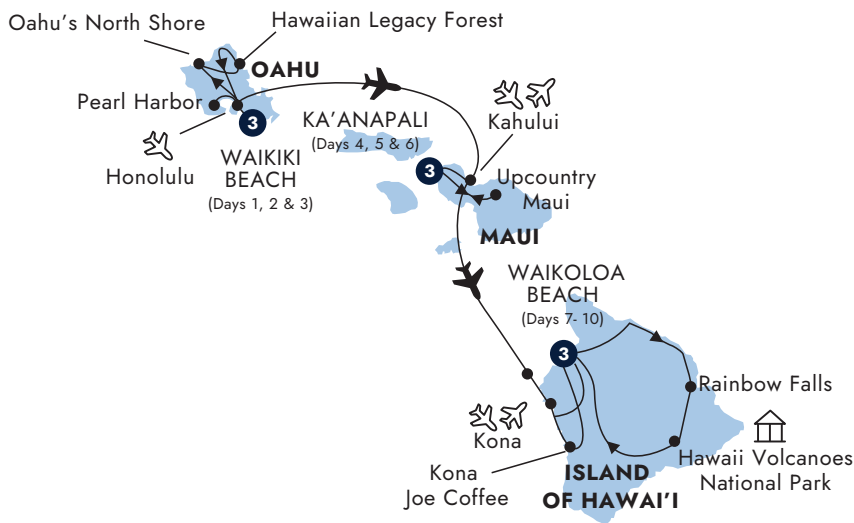 Oahu's North Shore
Hawaiian Legacy Forest
OAHU
Pearl Harbor
3
Honolulu
WAIKIKI
BEACH
(Days 1, 2 & 3)
KA'ANAPALI
(Days 4, 5 & 6)
Kahului
3
Upcountry
Maui
MAUI
WAIKOLOA
BEACH
(Days 7- 10)
3
Rainbow Falls
Kona
Hawaii Volcanoes
National Park
Kona
Joe Coffee
ISLAND
OF HAWAI'I